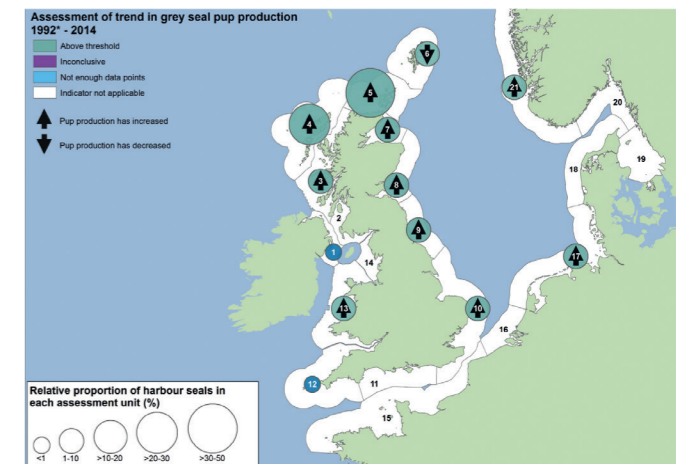 Assessment of trend in grey seal pup production
1992* - 2014
Above threshold
Inconclusive
Not enough data points
Indicator not applicable
Pup production has increased
Pup production has decreased
6
5
21
20
4
7
19
18
3
8
2
9
1
14
17
13
10
16
12
11
15
Relative proportion of harbour seals in
each assessment unit (%)
<1 1-10 >10-20 >20-30 >30-50